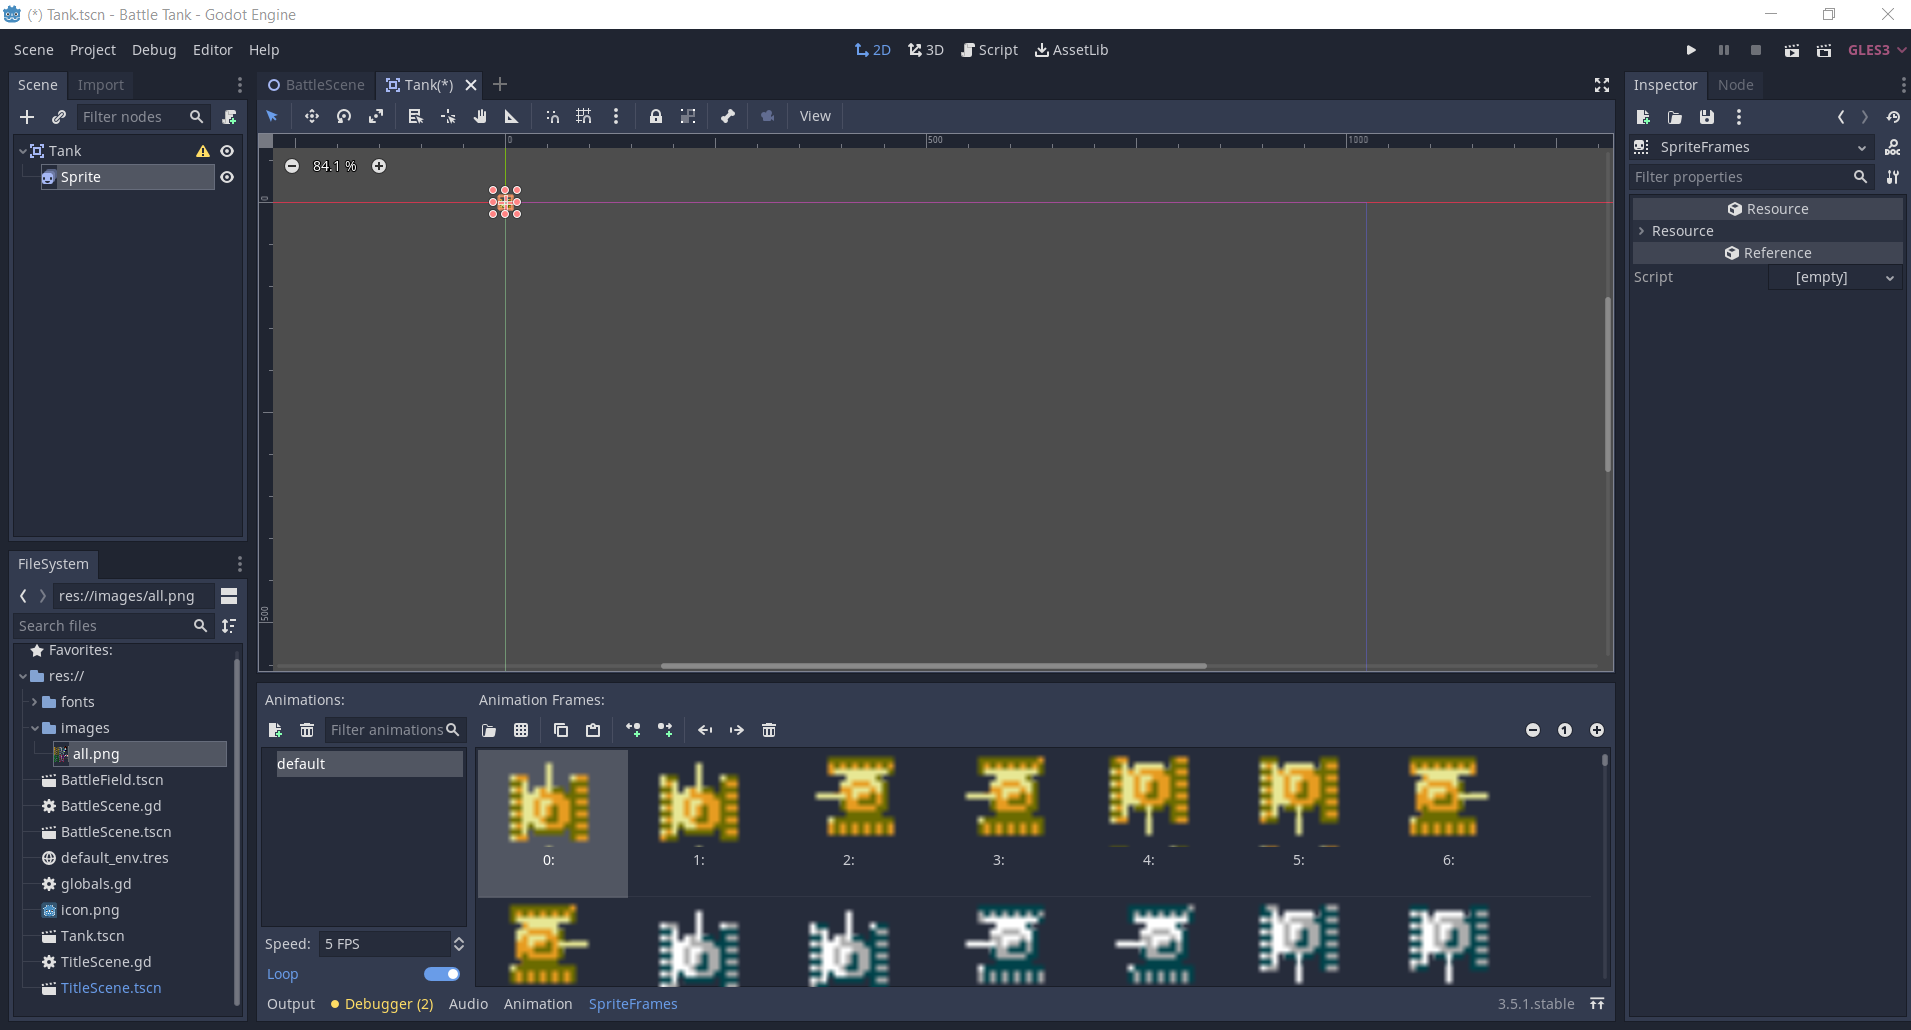 (*) Tank.tscn - Battle Tank - Godot Engine
Scene Project Debug Editor Help
2D 3D Script AssetLib
GLES3
Scene Import
Filter nodes
Tank
Sprite
BattleScene Tank(*)
View
0 500 1000
84.1 %
0
500
Inspector Node
SpriteFrames
Filter properties
Resource
Resource
Reference
Script [empty]
FileSystem
res://images/all.png
Search files
Favorites:
res://
fonts
images
all.png
BattleField.tscn
BattleScene.gd
BattleScene.tscn
default_env.tres
globals.gd
icon.png
Tank.tscn
TitleScene.gd
TitleScene.tscn
Animations:
Filter animations
default
Speed: 5 FPS
Loop
Animation Frames:
1
0: 1: 2: 3: 4: 5: 6:
Output Debugger (2) Audio Animation SpriteFrames
3.5.1.stable